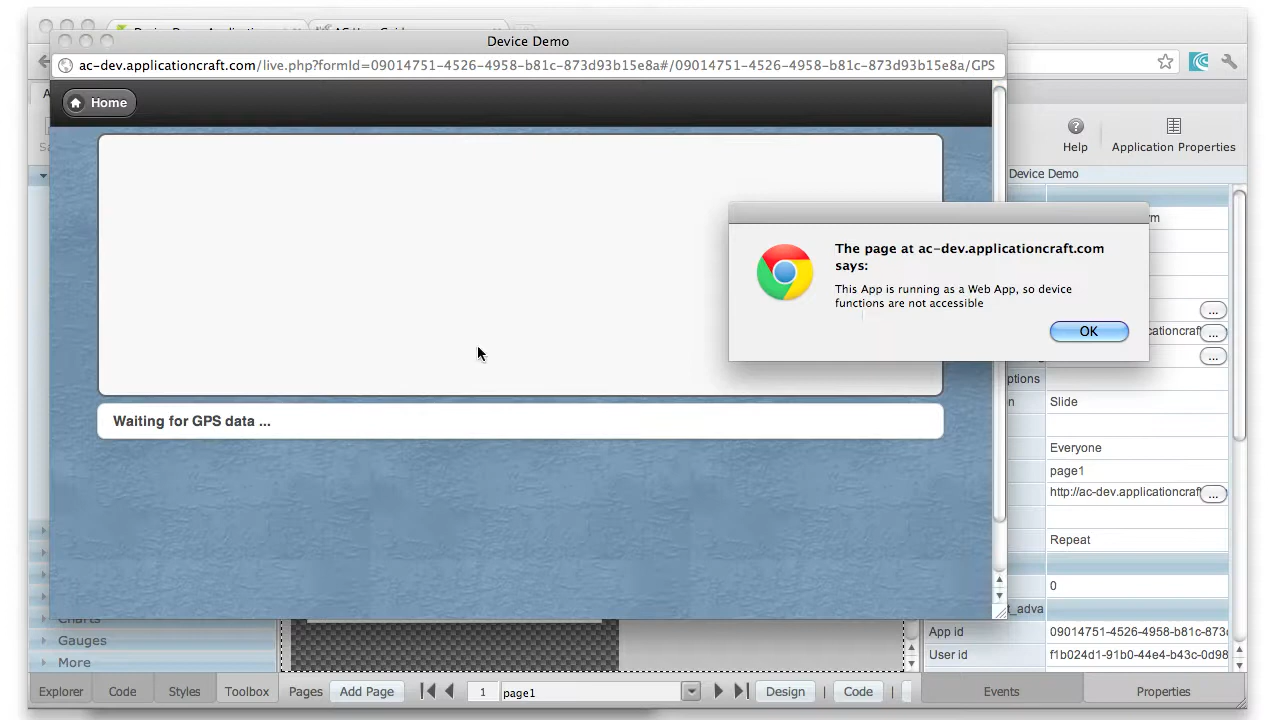 Device Demo
ac-dev.applicationcraft.com/live.php?formId=09014751-4526-4958-b81c-873d93b15e8a#/09014751-4526-4958-b81c-873d93b15e8a/GPS
Home
Help
Application Properties
Device Demo
The page at ac-dev.applicationcraft.com
says:
This App is running as a Web App, so device
functions are not accessible
OK
...
...
...
Waiting for GPS data ...
Slide
Everyone
page1
http://ac-dev.applicationcraf
...
Repeat
0
t_adva
App id
09014751-4526-4958-b81c-873
User id
f1b024d1-91b0-44e4-b43c-0d98
Charts
Gauges
More
Explorer
Code
Styles
Toolbox
Pages
Add Page
1
page1
Design
|
Code
|
Events
Properties